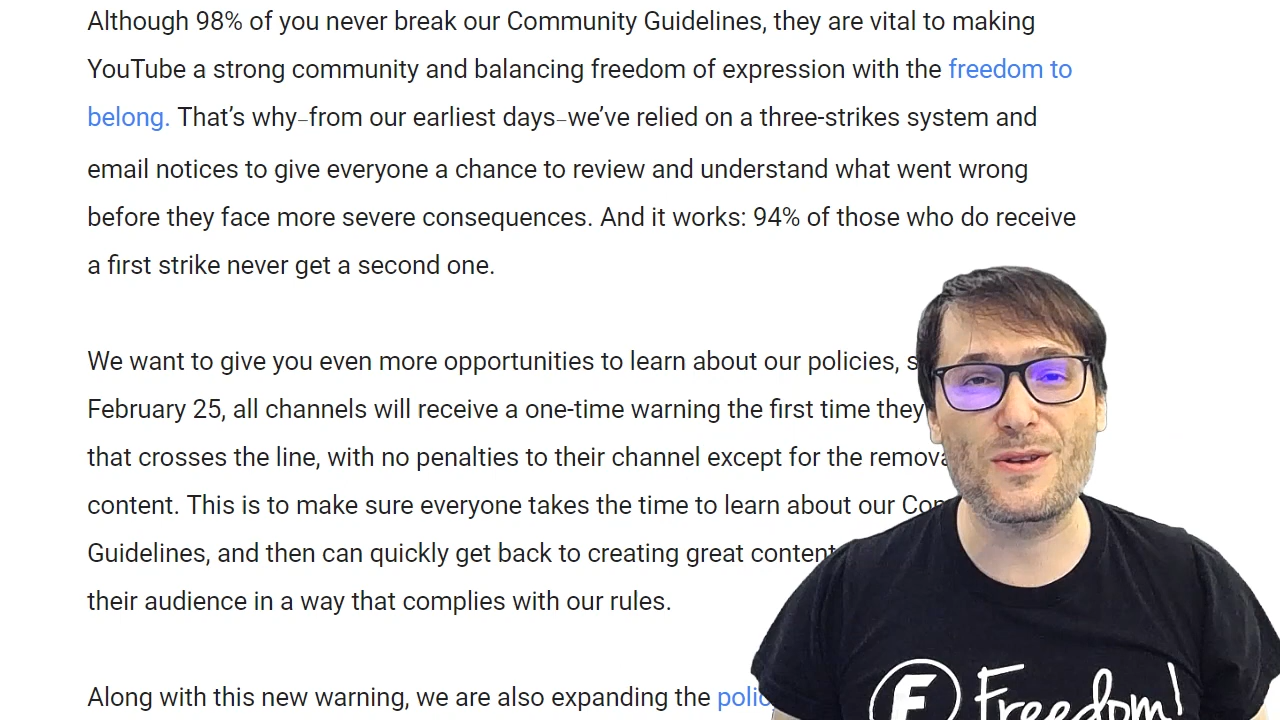 Although 98% of you never break our Community Guidelines, they are vital to making
YouTube a strong community and balancing freedom of expression with the freedom to
belong. That’s why–from our earliest days–we’ve relied on a three-strikes system and
email notices to give everyone a chance to review and understand what went wrong
before they face more severe consequences. And it works: 94% of those who do receive
a first strike never get a second one.
We want to give you even more opportunities to learn about our policies,
February 25, all channels will receive a one-time warning the first time they
that crosses the line, with no penalties to their channel except for the
content. This is to make sure everyone takes the time to learn about our
Guidelines, and then can quickly get back to creating great content
their audience in a way that complies with our rules.
Along with this new warning, we are also expanding the
F Freedom!